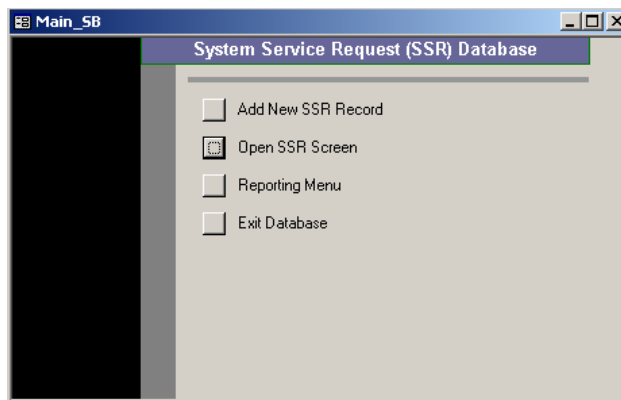 Main_SB
System Service Request (SSR) Database
Add New SSR Record
Open SSR Screen
Reporting Menu
Exit Database